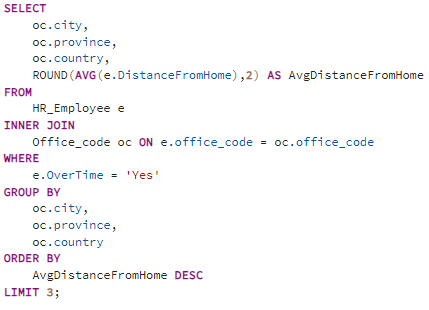 SELECT
    oc.city,
    oc.province,
    oc.country,
    ROUND(AVG(e.DistanceFromHome),2) AS AvgDistanceFromHome
FROM
    HR_Employee e
INNER JOIN
    Office_code oc ON e.office_code = oc.office_code
WHERE
    e.OverTime = 'Yes'
GROUP BY
    oc.city,
    oc.province,
    oc.country
ORDER BY
    AvgDistanceFromHome DESC
LIMIT 3;